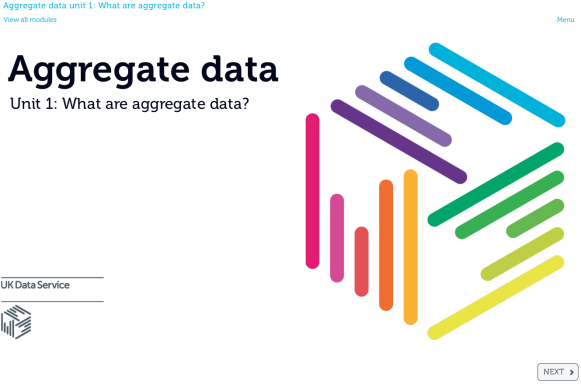 Aggregate data unit 1: What are aggregate data?
View all modules
Menu
Aggregate data
Unit 1: What are aggregate data?
UK Data Service
NEXT